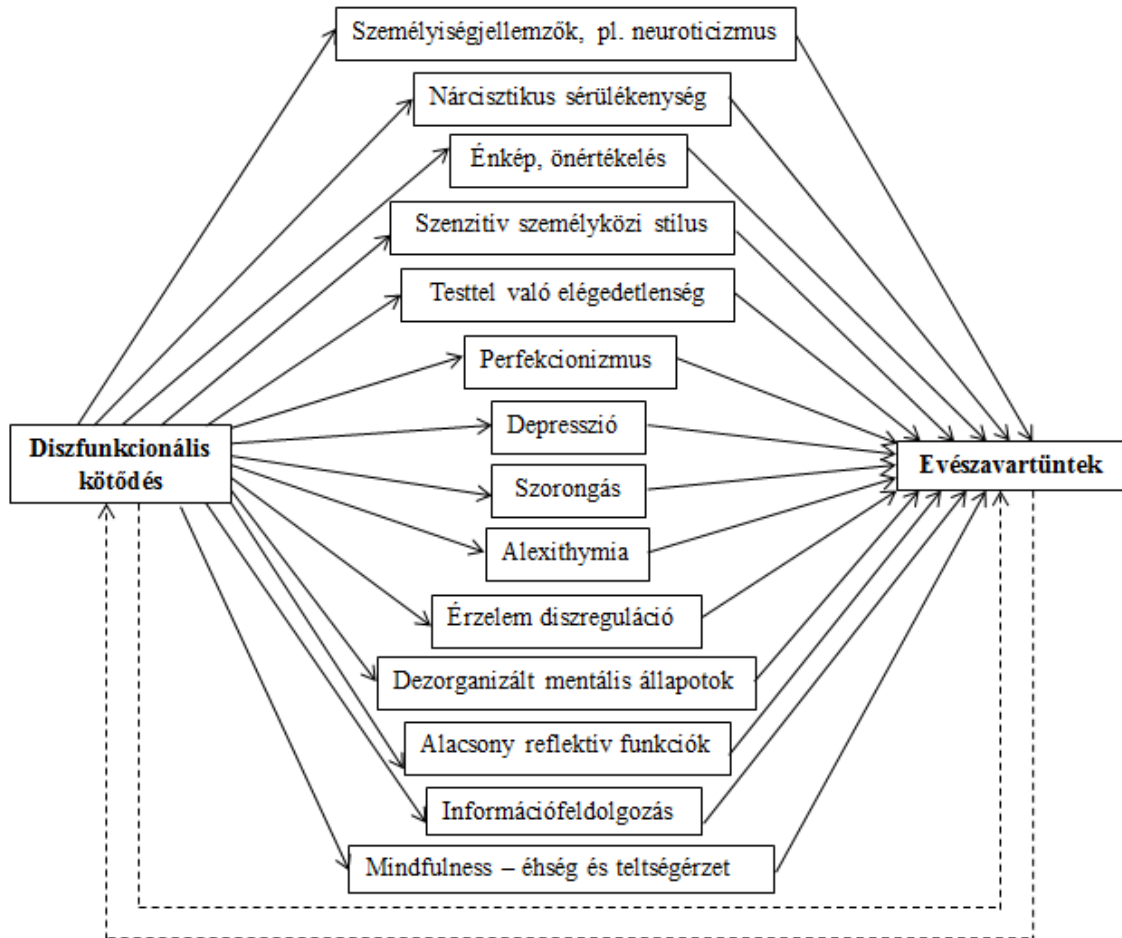 Személyiségjellemzők, pl. neuroticizmus
Nárcisztikus sérülékenység
Énkép, önértékelés
Szenzitív személyközi stílus
Testtel való elégedetlenség
Perfekcionizmus
Depresszió
Diszfunkcionális
kötődés
Evészavartüntek
Szorongás
Alexithymia
Érzelem diszreguláció
Dezorganizált mentális állapotok
Alacsony reflektív funkciók
Információfeldolgozás
Mindfulness – éhség és teltségérzet